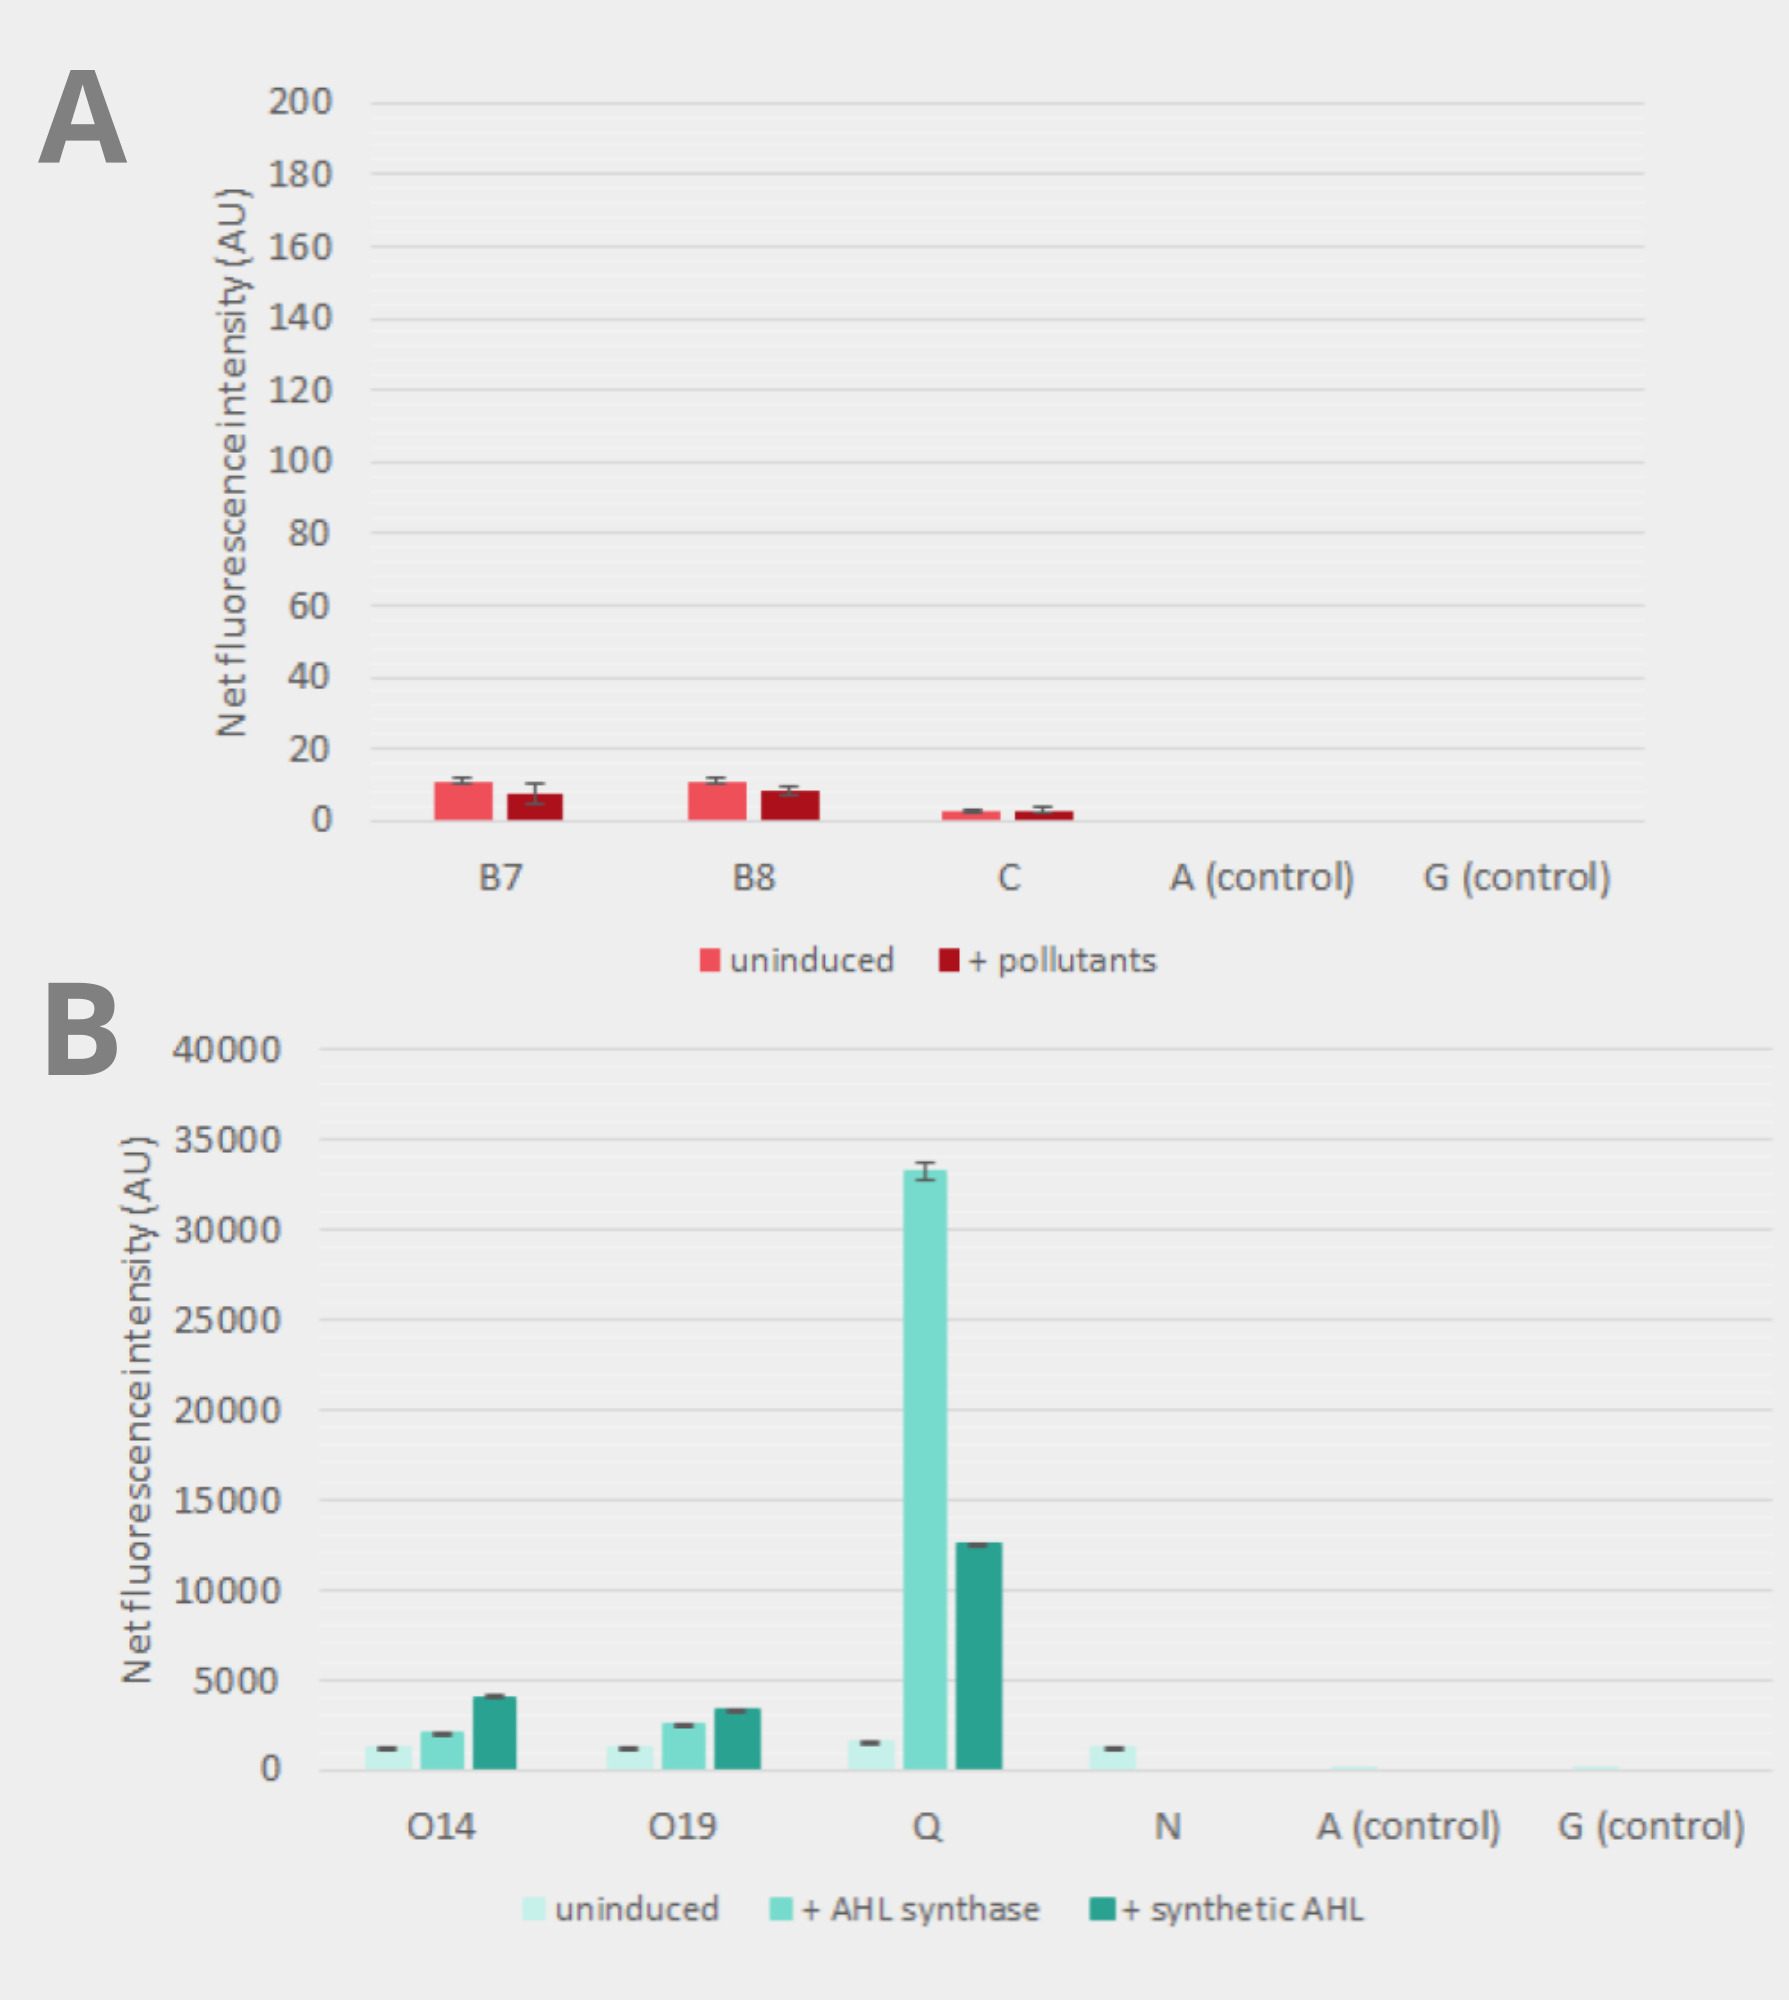 A
Net fluorescence intensity (AU)
200
180
160
140
120
100
80
60
40
20
0
B7 B8 C A (control) G (control)
uninduced + pollutants
B
Net fluorescence intensity (AU)
40000
35000
30000
25000
20000
15000
10000
5000
0
O14 O19 Q N A (control) G (control)
uninduced + AHL synthase + synthetic AHL